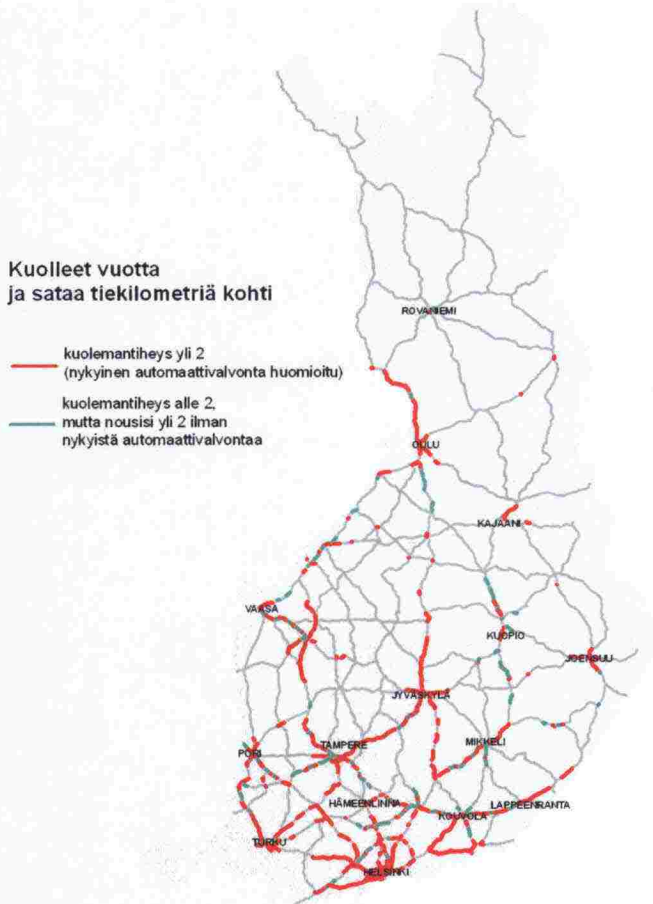 Kuolleet vuotta
ja sataa tiekilometriä kohti
kuolemantiheys yli 2
(nykyinen automaattivalvonta huomioitu)
kuolemantiheys alle 2,
mutta nousisi yli 2 ilman
nykyistä automaattivalvontaa
ROVANIEMI
OULU
KAJAANI
VAASA
KUOPIO
JOENSUU
JYVÄSKYLÄ
PORI
TAMPERE
MIKKELI
HÄMEENLINNA
LAPPEENRANTA
KOUVOLA
TURKU
HELSINKI